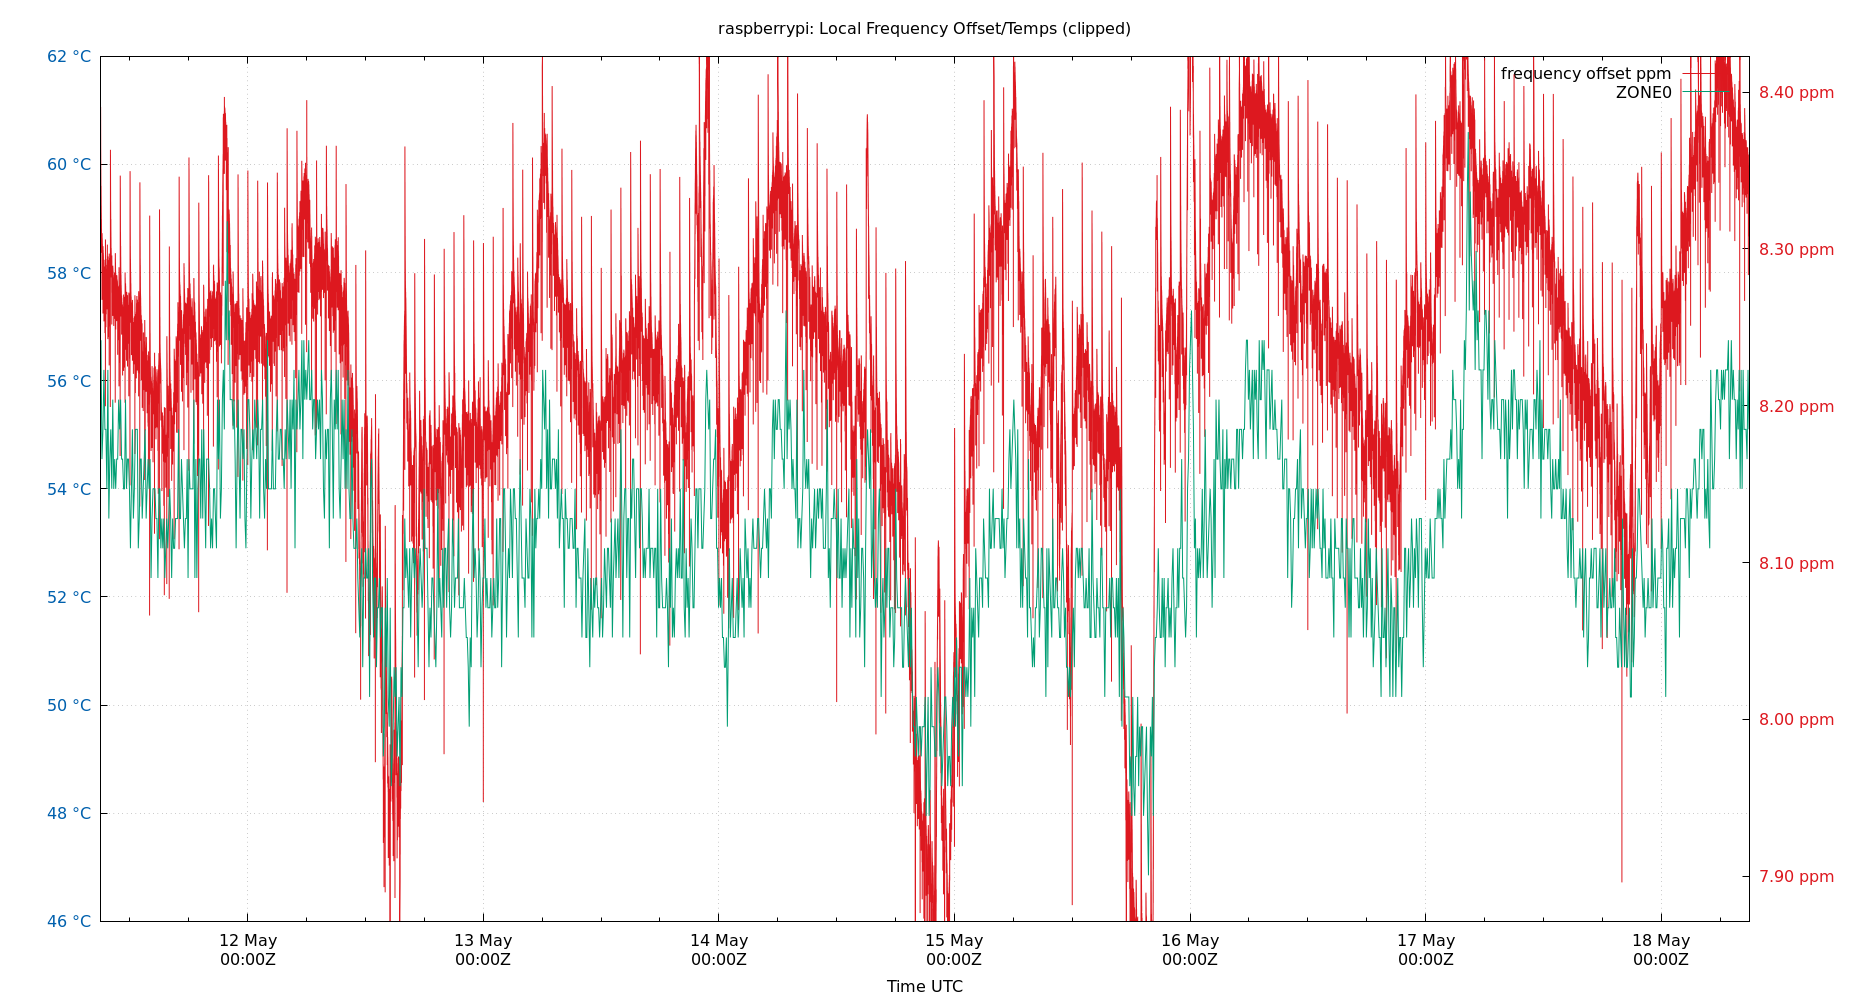 raspberrypi: Local Frequency Offset/Temps (clipped)
62 °C
60 °C
58 °C
56 °C
54 °C
52 °C
50 °C
48 °C
46 °C
frequency offset ppm
ZONE0
8.40 ppm
8.30 ppm
8.20 ppm
8.10 ppm
8.00 ppm
7.90 ppm
12 May
00:00Z
13 May
00:00Z
14 May
00:00Z
15 May
00:00Z
16 May
00:00Z
17 May
00:00Z
18 May
00:00Z
Time UTC